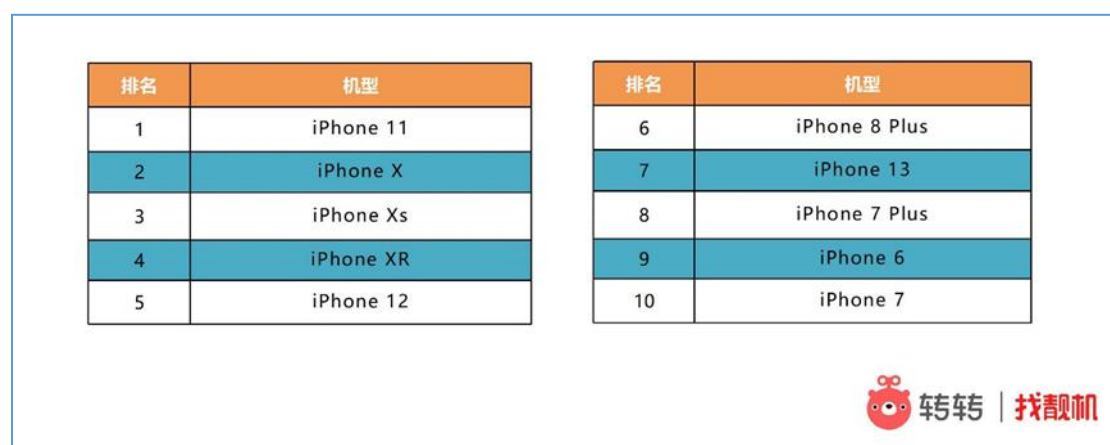 排名 机型
1 iPhone 11
2 iPhone X
3 iPhone Xs
4 iPhone XR
5 iPhone 12
排名 机型
6 iPhone 8 Plus
7 iPhone 13
8 iPhone 7 Plus
9 iPhone 6
10 iPhone 7
转转 | 找靓机